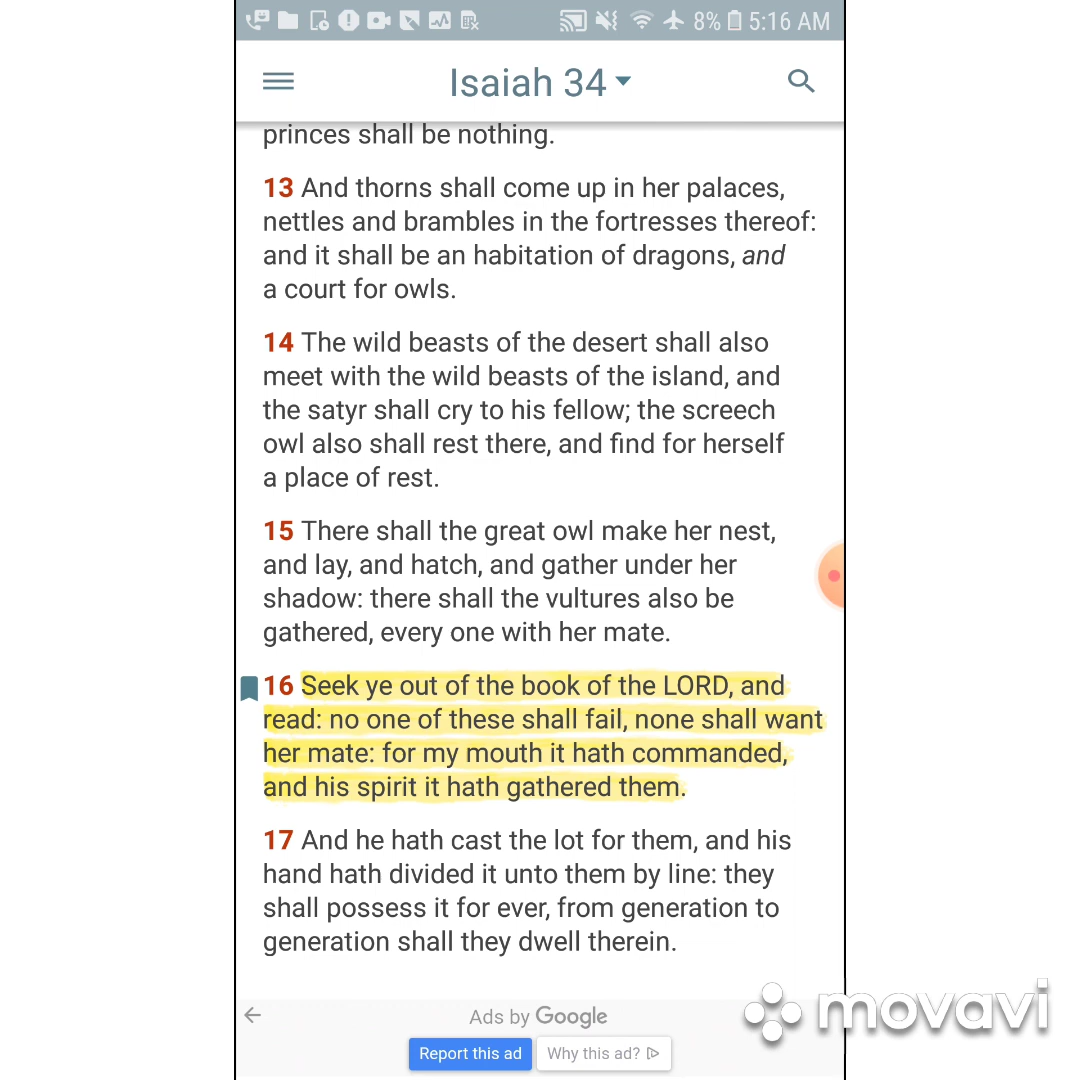 8% 5:16 AM
Isaiah 34
princes shall be nothing.
13 And thorns shall come up in her palaces,
nettles and brambles in the fortresses thereof:
and it shall be an habitation of dragons, and
a court for owls.
14 The wild beasts of the desert shall also
meet with the wild beasts of the island, and
the satyr shall cry to his fellow; the screech
owl also shall rest there, and find for herself
a place of rest.
15 There shall the great owl make her nest,
and lay, and hatch, and gather under her
shadow: there shall the vultures also be
gathered, every one with her mate.
16 Seek ye out of the book of the LORD, and
read: no one of these shall fail, none shall want
her mate: for my mouth it hath commanded,
and his spirit it hath gathered them.
17 And he hath cast the lot for them, and his
hand hath divided it unto them by line: they
shall possess it for ever, from generation to
generation shall they dwell therein.
Ads by Google
Report this ad Why this ad?
movavi